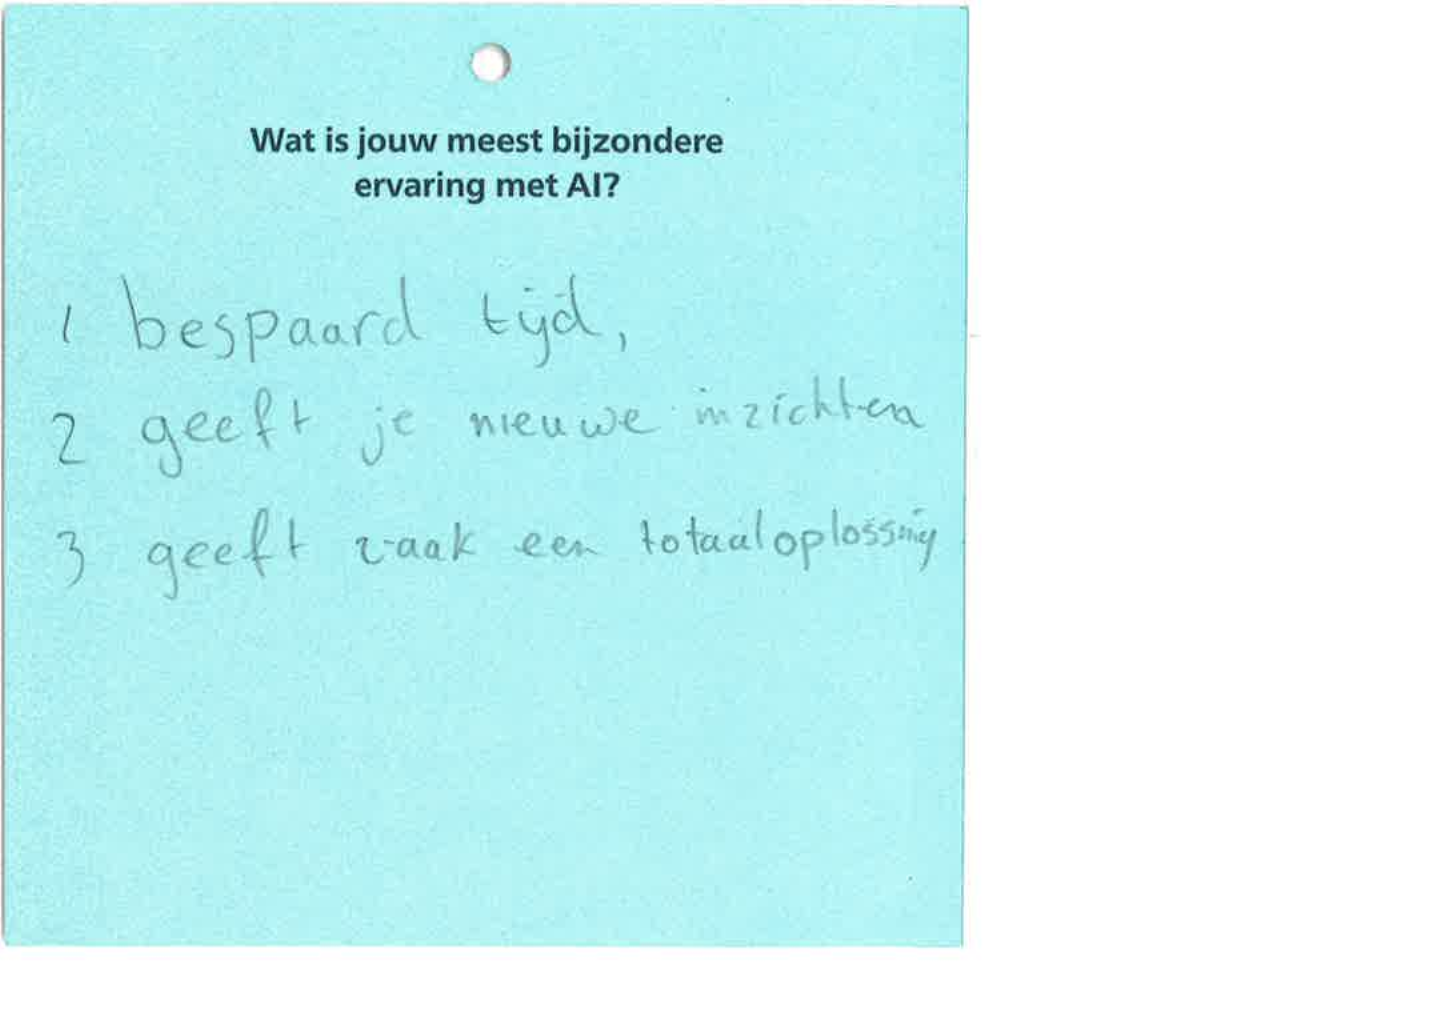 Wat is jouw meest bijzondere
ervaring met AI?
1 bespaard tijd,
2 geeft je nieuwe inzichten
3 geeft vaak een totaaloplossing